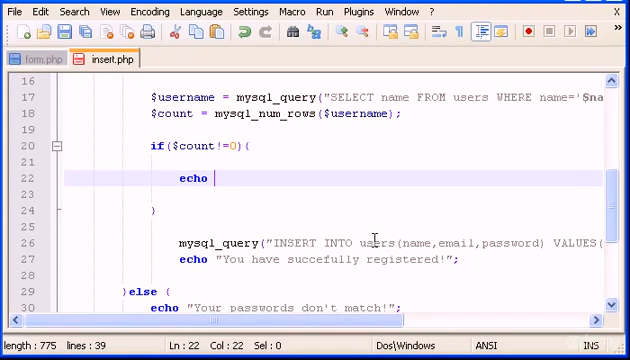 File Edit Search View Encoding Language Settings Macro Run Plugins Window ?
form.php insert.php
16
17 $username = mysql_query("SELECT name FROM users WHERE name='$na
18 $count = mysql_num_rows($username);
19
20 if($count!=0){
21
22 echo
23
24 }
25
26 mysql_query("INSERT INTO users(name,email,password) VALUES(
27 echo "You have succefully registered!";
28
29 }else {
30 echo "Your passwords don't match!";
length : 775 lines : 39 Ln : 22 Col : 22 Sel : 0 Dos\Windows ANSI INS